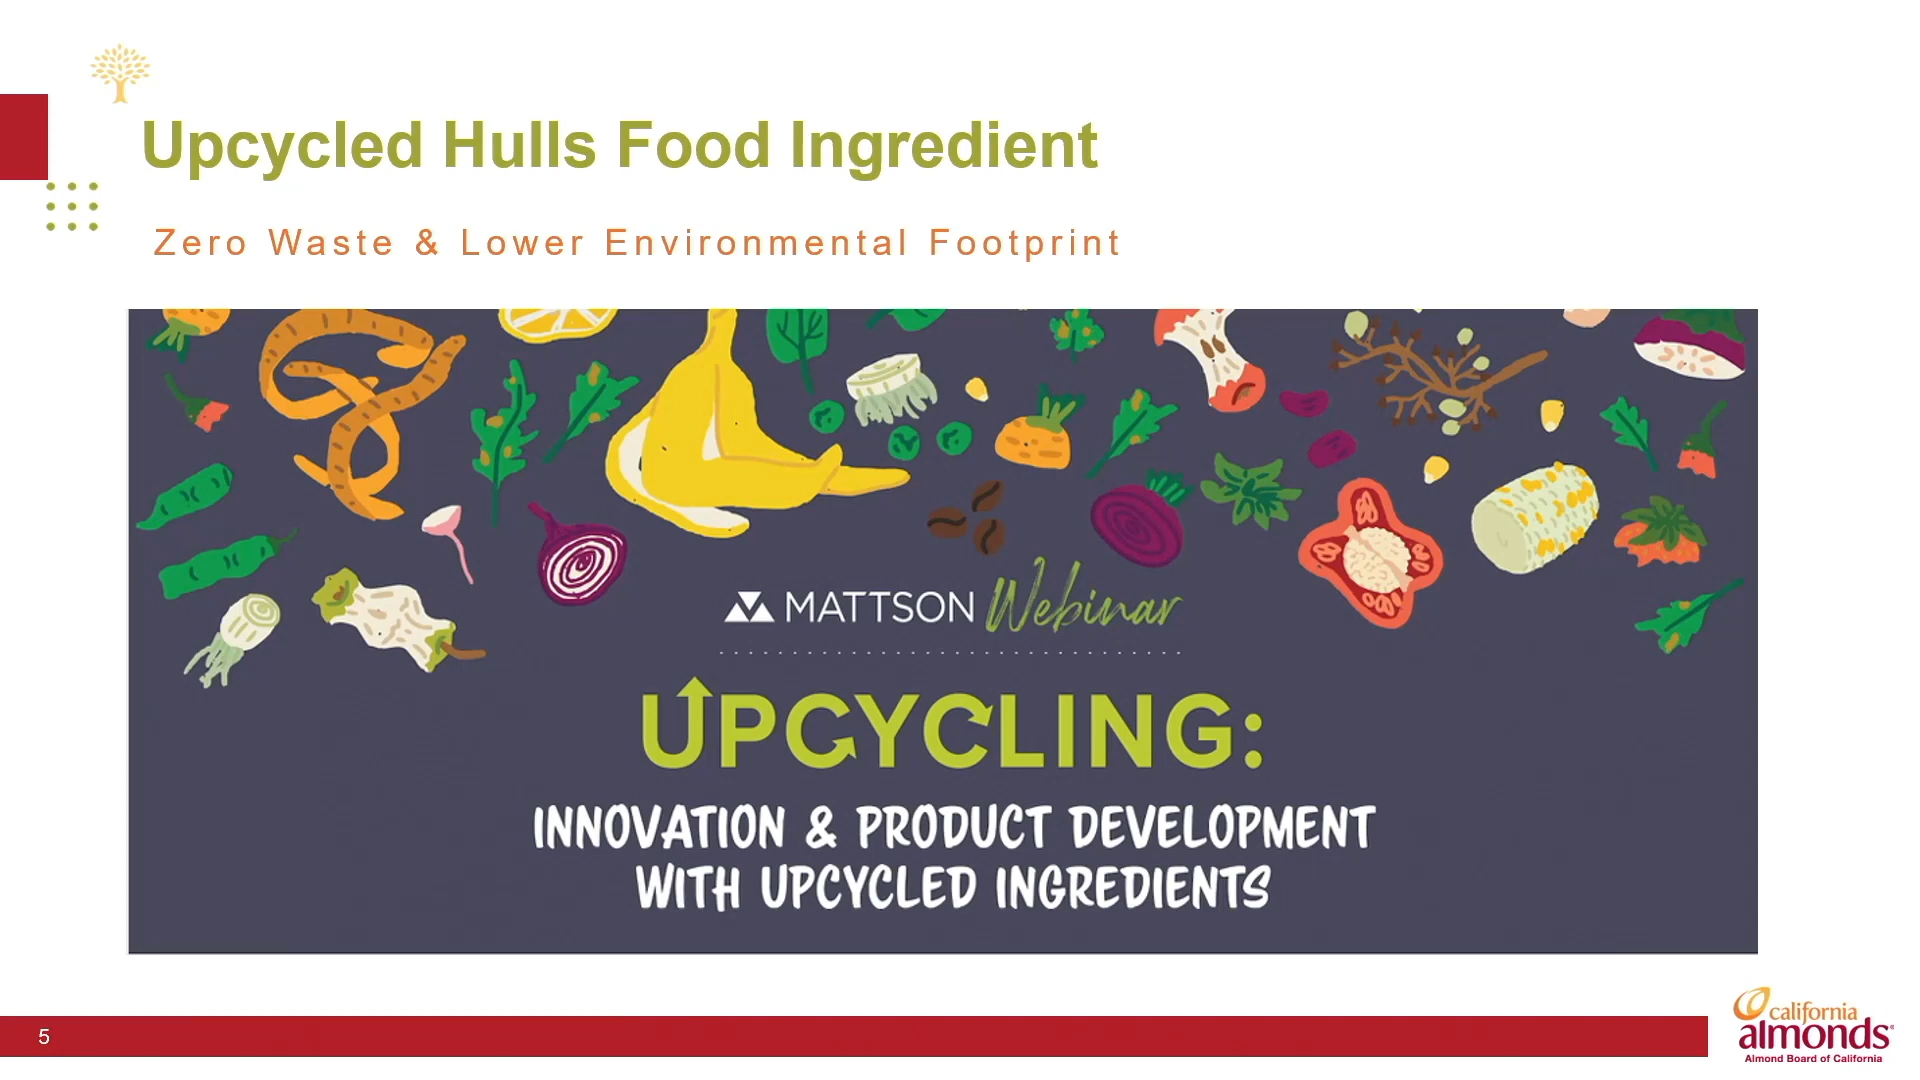 Upcycled Hulls Food Ingredient
Zero Waste & Lower Environmental Footprint
MATTSON Webinar
UPCYCLING:
INNOVATION & PRODUCT DEVELOPMENT
WITH UPCYCLED INGREDIENTS
5
california
almonds®
Almond Board of California